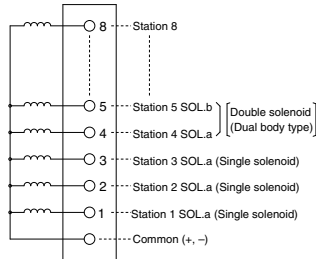 8 Station 8
5 Station 5 SOL.b
4 Station 4 SOL.a
Double solenoid
(Dual body type)
3 Station 3 SOL.a (Single solenoid)
2 Station 2 SOL.a (Single solenoid)
1 Station 1 SOL.a (Single solenoid)
Common (+, –)